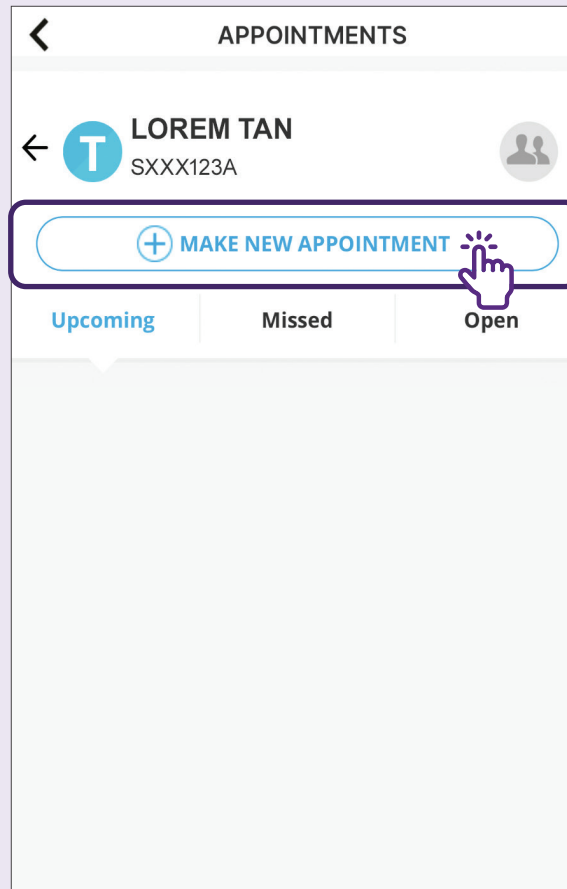 APPOINTMENTS
LOREM TAN
T
SXXX123A
MAKE NEW APPOINTMENT
Upcoming Missed Open